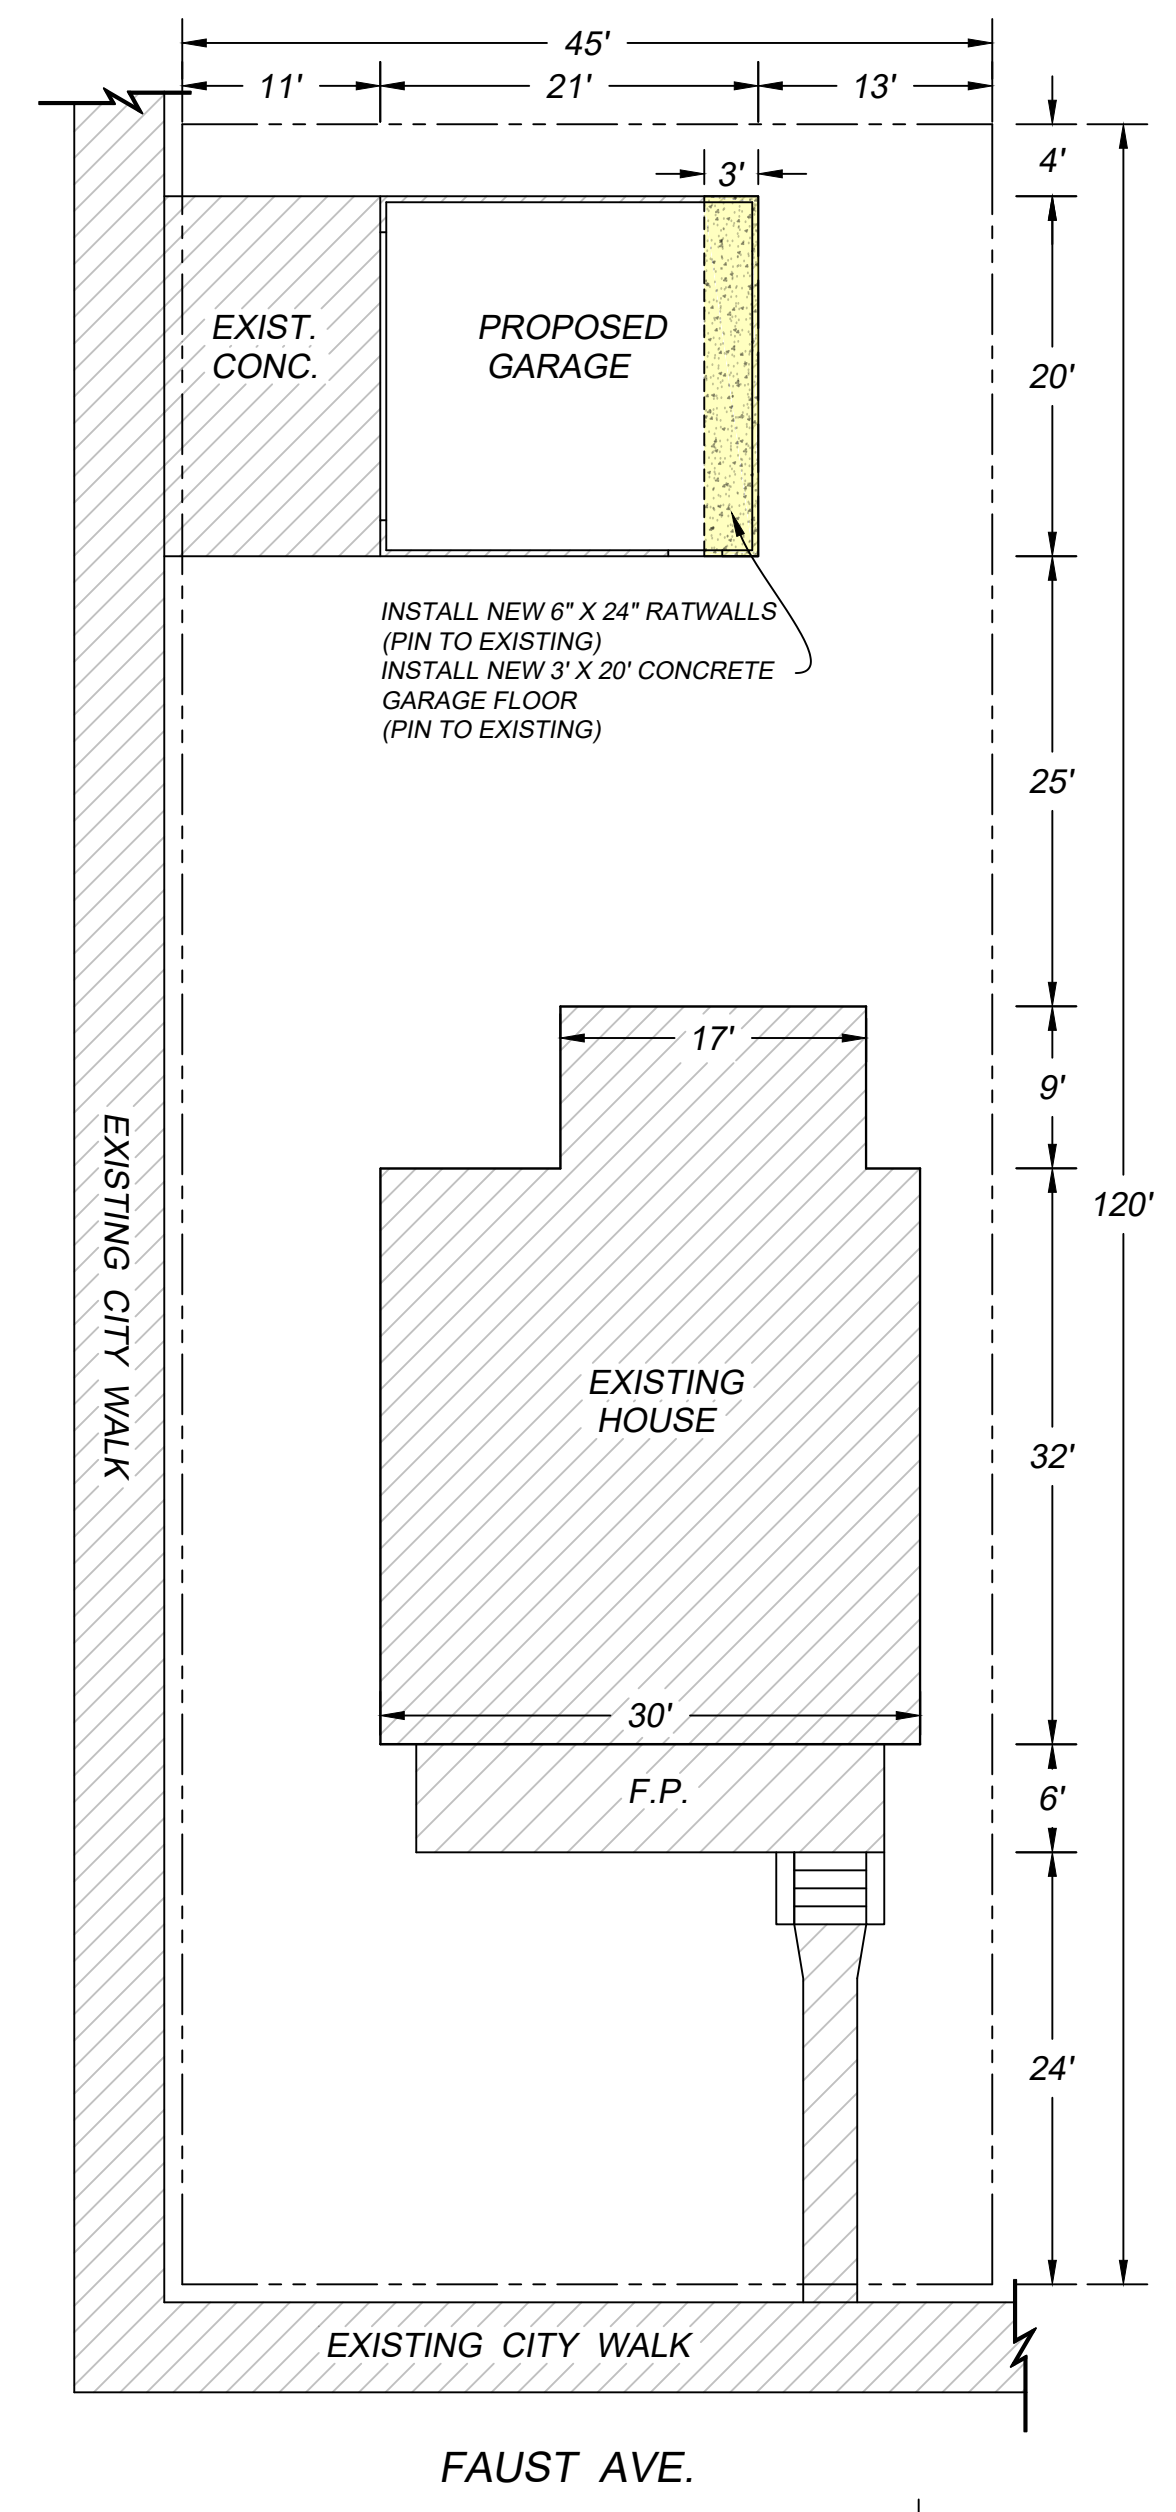 45'
11'
21'
13'
4'
3'
EXIST.
CONC.
PROPOSED
GARAGE
20'
INSTALL NEW 6" X 24" RATWALLS
(PIN TO EXISTING)
INSTALL NEW 3' X 20' CONCRETE
GARAGE FLOOR
(PIN TO EXISTING)
25'
17'
9'
EXISTING CITY WALK
120'
EXISTING
HOUSE
32'
30'
F.P.
6'
24'
EXISTING CITY WALK
FAUST AVE.